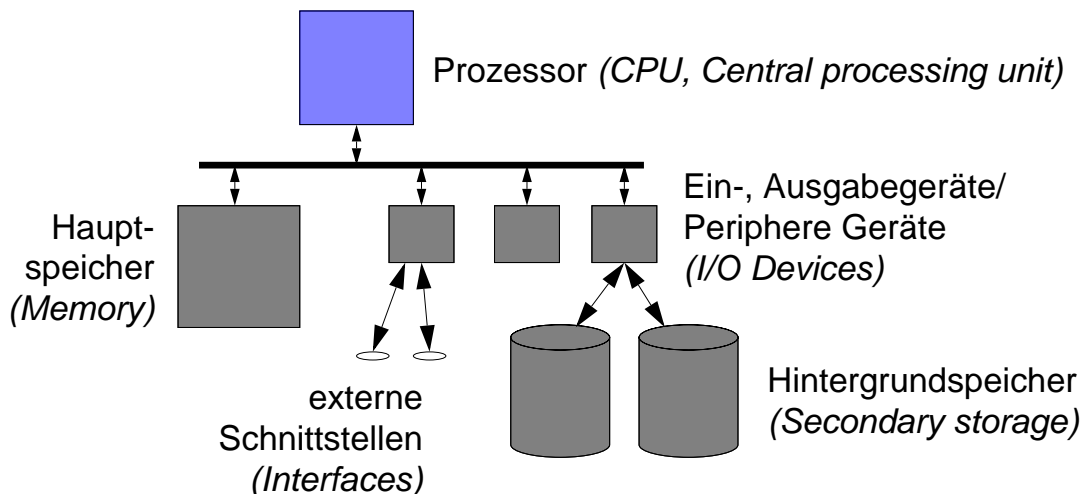 Prozessor (CPU, Central processing unit)
Haupt-
speicher
(Memory)
Ein-, Ausgabegeräte/
Periphere Geräte
(I/O Devices)
externe
Schnittstellen
(Interfaces)
Hintergrundspeicher
(Secondary storage)